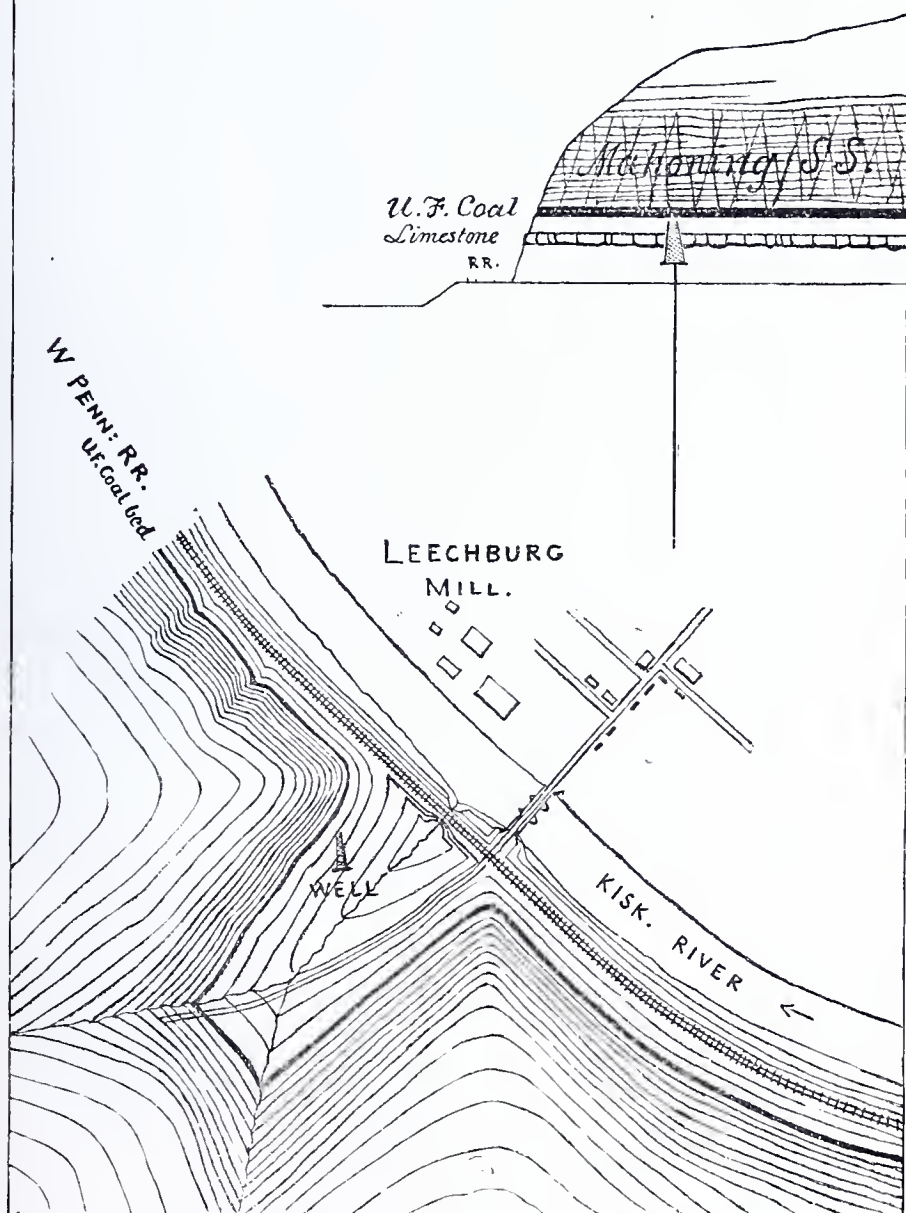 Mahoning S S.
U.F. Coal
Limestone
RR.
W PENN: RR.
U.F. Coal bed
LEECHBURG
MILL.
WELL
KISK. RIVER